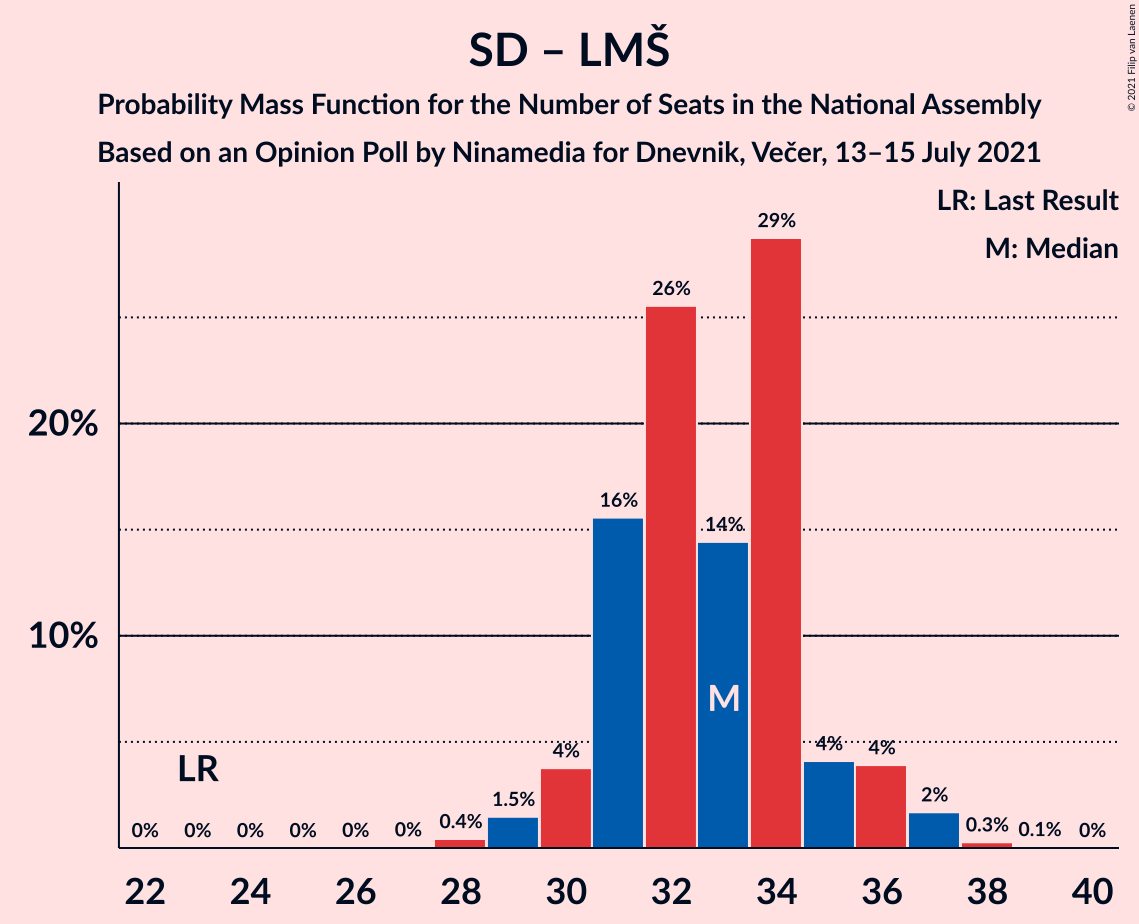 SD – LMŠ
Probability Mass Function for the Number of Seats in the National Assembly
Based on an Opinion Poll by Ninamedia for Dnevnik, Večer, 13–15 July 2021
© 2021 Filip van Laenen
LR: Last Result
M: Median
20%
10%
0%
0%
0%
0%
0%
0%
0.4%
1.5%
4%
16%
26%
14%
29%
4%
4%
2%
0.3%
0.1%
0%
LR
M
22 24 26 28 30 32 34 36 38 40